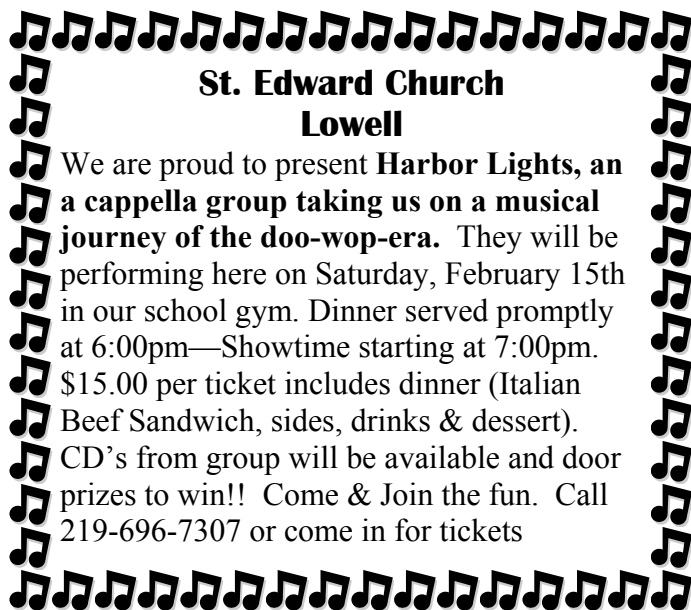 St. Edward Church
Lowell
We are proud to present Harbor Lights, an
a cappella group taking us on a musical
journey of the doo-wop-era.  They will be
performing here on Saturday, February 15th
in our school gym. Dinner served promptly
at 6:00pm—Showtime starting at 7:00pm.
$15.00 per ticket includes dinner (Italian
Beef Sandwich, sides, drinks & dessert).
CD’s from group will be available and door
prizes to win!!  Come & Join the fun.  Call
219-696-7307 or come in for tickets